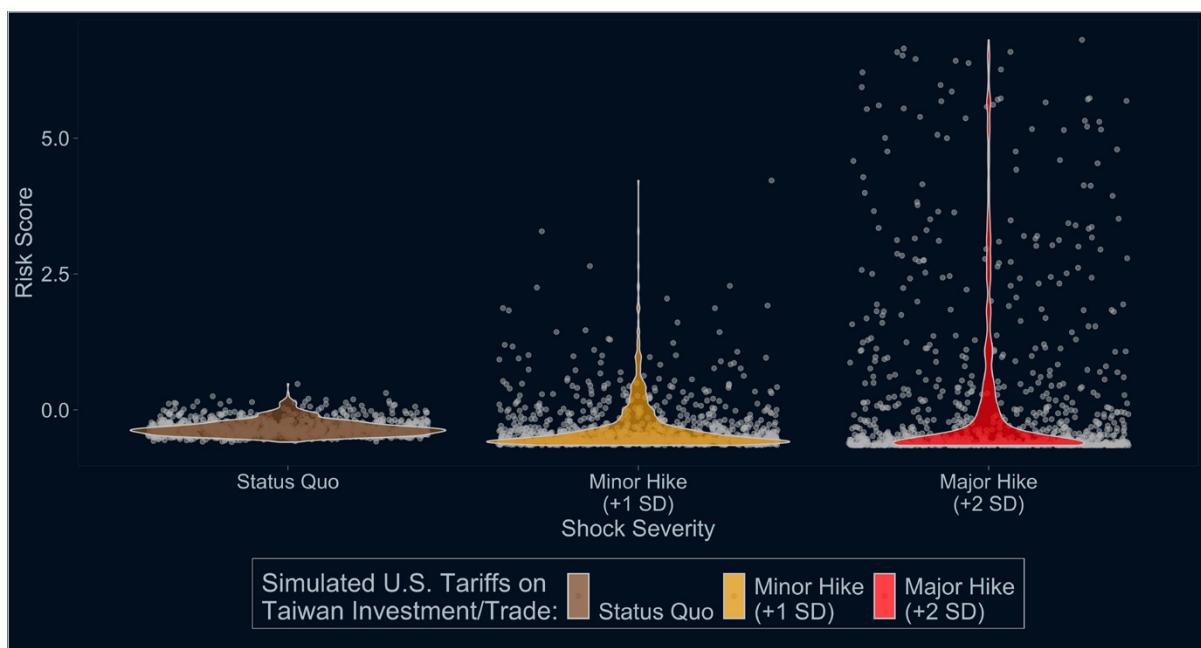 5.0
2.5
0.0
Risk Score
Status Quo
Minor Hike
(+1 SD)
Major Hike
(+2 SD)
Shock Severity
Simulated U.S. Tariffs on
Taiwan Investment/Trade:
Status Quo
Minor Hike
(+1 SD)
Major Hike
(+2 SD)